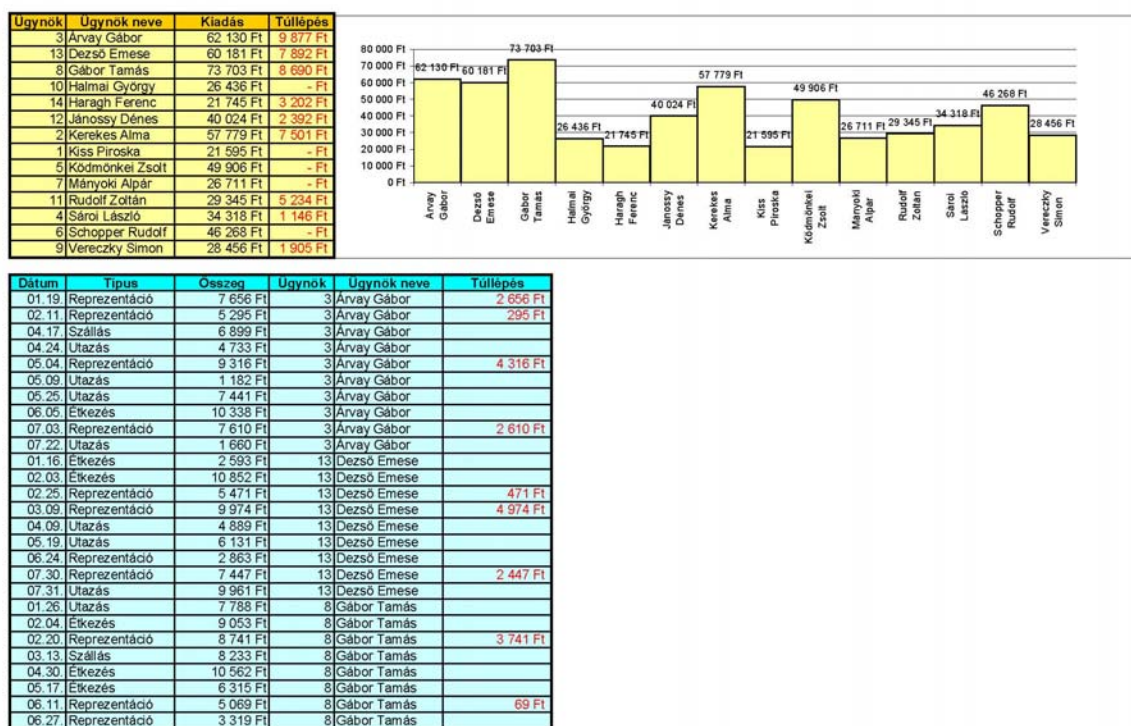 Ügynök Ügynök neve Kiadás Túllépés
3 Árvay Gábor 62 130 Ft 9 877 Ft
13 Dezső Emese 60 181 Ft 7 892 Ft
8 Gábor Tamás 73 703 Ft 8 690 Ft
10 Halmai György 26 436 Ft - Ft
14 Haragh Ferenc 21 745 Ft 3 202 Ft
12 Jánossy Dénes 40 024 Ft 2 392 Ft
2 Kerekes Alma 57 779 Ft 7 501 Ft
1 Kiss Piroska 21 595 Ft - Ft
5 Ködmönkei Zsolt 49 906 Ft - Ft
7 Mányoki Alpár 26 711 Ft - Ft
11 Rudolf Zoltán 29 345 Ft 5 234 Ft
4 Sároi László 34 318 Ft 1 146 Ft
6 Schopper Rudolf 46 268 Ft - Ft
9 Vereczky Simon 28 456 Ft 1 905 Ft
80 000 Ft
70 000 Ft
60 000 Ft
50 000 Ft
40 000 Ft
30 000 Ft
20 000 Ft
10 000 Ft
0 Ft
62 130 Ft
60 181 Ft
73 703 Ft
26 436 Ft
21 745 Ft
40 024 Ft
57 779 Ft
21 595 Ft
49 906 Ft
26 711 Ft
29 345 Ft
34 318 Ft
46 268 Ft
28 456 Ft
Árvay
Gábor
Dezső
Emese
Gábor
Tamás
Halmai
György
Haragh
Ferenc
Jánossy
Dénes
Kerekes
Alma
Kiss
Piroska
Ködmönkei
Zsolt
Mányoki
Alpár
Rudolf
Zoltán
Sároi
László
Schopper
Rudolf
Vereczky
Simon
Dátum Típus Összeg Ügynök Ügynök neve Túllépés
01.19. Reprezentáció 7 656 Ft 3 Árvay Gábor 2 656 Ft
02.11. Reprezentáció 5 295 Ft 3 Árvay Gábor 295 Ft
04.17. Szállás 6 899 Ft 3 Árvay Gábor
04.24. Utazás 4 733 Ft 3 Árvay Gábor
05.04. Reprezentáció 9 316 Ft 3 Árvay Gábor 4 316 Ft
05.09. Utazás 1 182 Ft 3 Árvay Gábor
05.25. Utazás 7 441 Ft 3 Árvay Gábor
06.05. Étkezés 10 338 Ft 3 Árvay Gábor
07.03. Reprezentáció 7 610 Ft 3 Árvay Gábor 2 610 Ft
07.22. Utazás 1 660 Ft 3 Árvay Gábor
01.16. Étkezés 2 593 Ft 13 Dezső Emese
02.03. Étkezés 10 852 Ft 13 Dezső Emese
02.25. Reprezentáció 5 471 Ft 13 Dezső Emese 471 Ft
03.09. Reprezentáció 9 974 Ft 13 Dezső Emese 4 974 Ft
04.09. Utazás 4 889 Ft 13 Dezső Emese
05.19. Utazás 6 131 Ft 13 Dezső Emese
06.24. Reprezentáció 2 863 Ft 13 Dezső Emese
07.30. Reprezentáció 7 447 Ft 13 Dezső Emese 2 447 Ft
07.31. Utazás 9 961 Ft 13 Dezső Emese
01.26. Utazás 7 788 Ft 8 Gábor Tamás
02.04. Étkezés 9 053 Ft 8 Gábor Tamás
02.20. Reprezentáció 8 741 Ft 8 Gábor Tamás 3 741 Ft
03.13. Szállás 8 233 Ft 8 Gábor Tamás
04.30. Étkezés 10 562 Ft 8 Gábor Tamás
05.17. Étkezés 6 315 Ft 8 Gábor Tamás
06.11. Reprezentáció 5 069 Ft 8 Gábor Tamás 69 Ft
06.27. Reprezentáció 3 319 Ft 8 Gábor Tamás